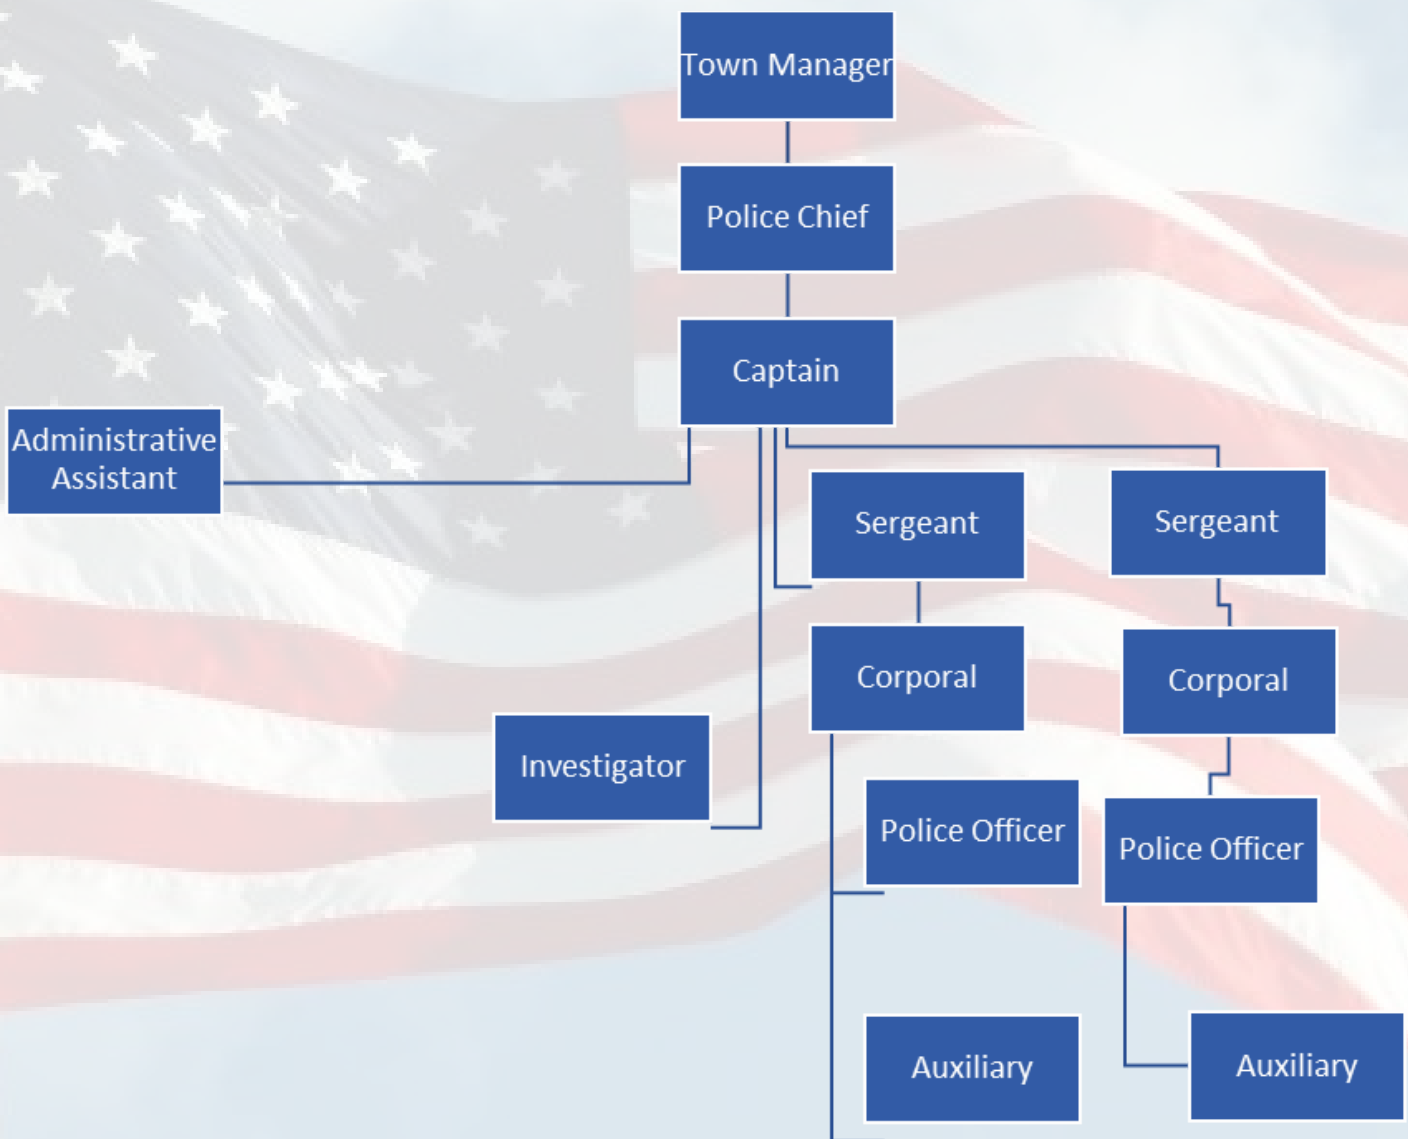 Town Manager
Police Chief
Captain
Administrative
Assistant
Sergeant
Sergeant
Corporal
Corporal
Investigator
Police Officer
Police Officer
Auxiliary
Auxiliary